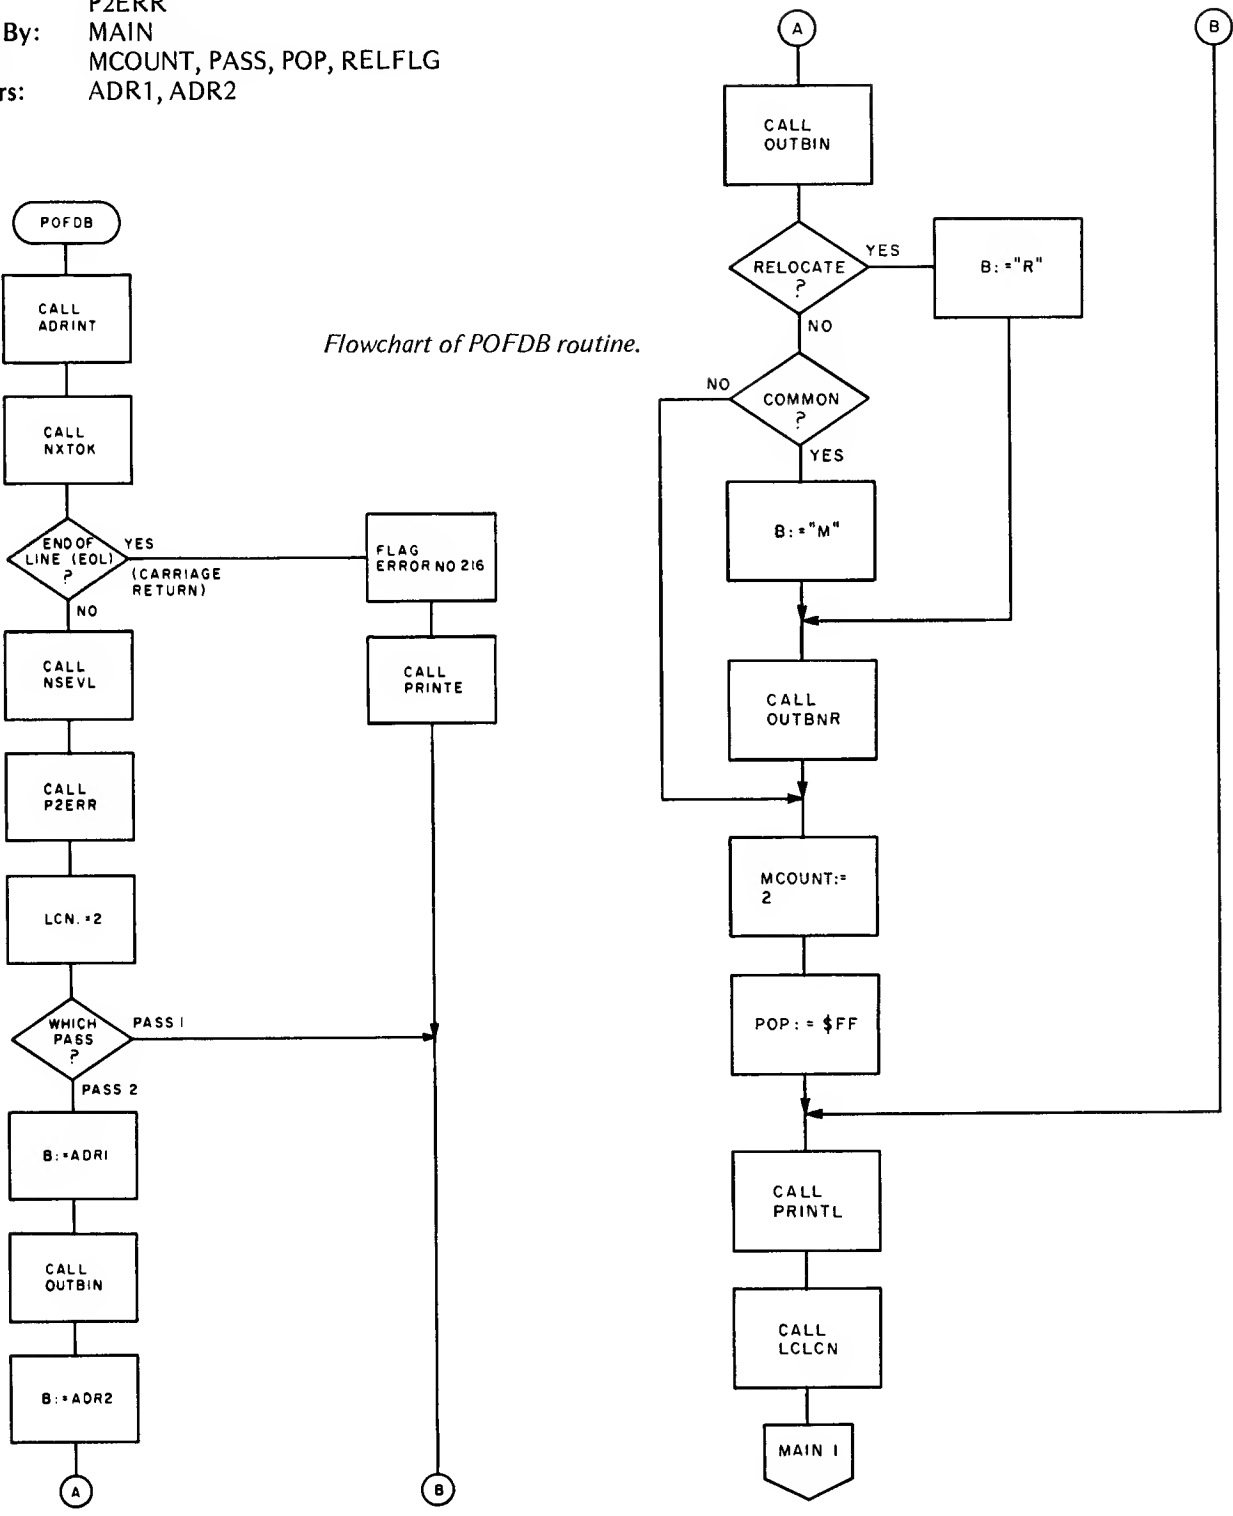 P2ERR
By: MAIN
MCOUNT, PASS, POP, RELFLG
rs: ADR1, ADR2
POFDB
CALL
ADRINT
CALL
NXTOK
END OF
LINE (EOL)
?
YES
(CARRIAGE
RETURN)
NO
FLAG
ERROR NO 216
CALL
PRINTE
CALL
NSEVL
CALL
P2ERR
LCN.=2
WHICH
PASS
?
PASS 1
PASS 2
B:=ADR1
CALL
OUTBIN
B:=ADR2
A
B
Flowchart of POFDB routine.
A
CALL
OUTBIN
RELOCATE
?
YES
B:="R"
NO
COMMON
?
NO
YES
B:="M"
CALL
OUTBNR
MCOUNT:=
2
POP:= $FF
B
CALL
PRINTL
CALL
LCLCN
MAIN 1